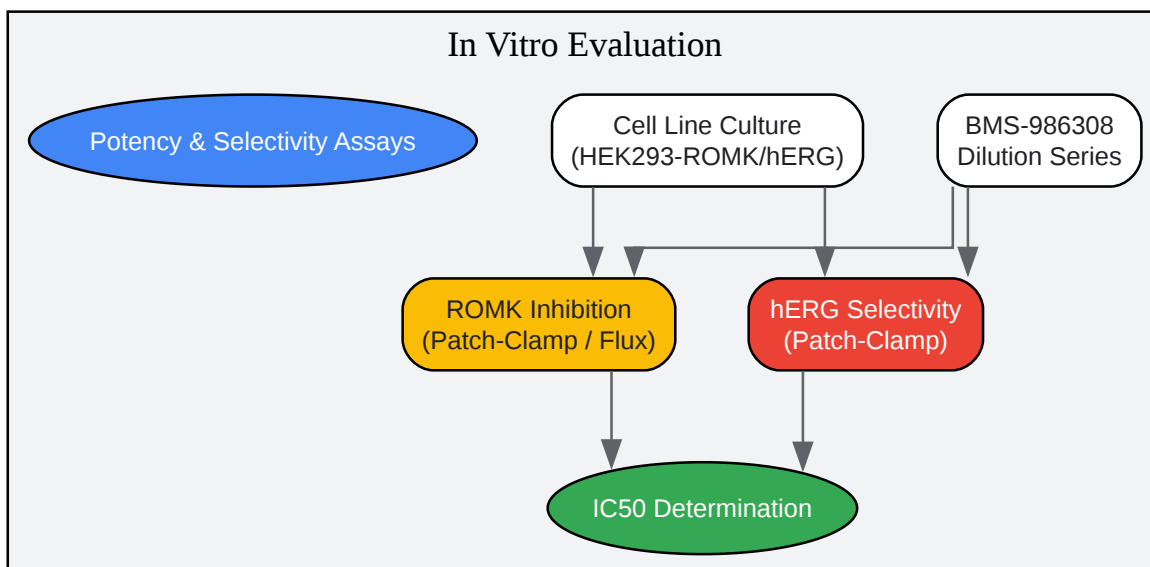 In Vitro Evaluation
Potency & Selectivity Assays
Cell Line Culture
(HEK293-ROMK/hERG)
BMS-986308
Dilution Series
ROMK Inhibition
(Patch-Clamp / Flux)
hERG Selectivity
(Patch-Clamp)
IC50 Determination